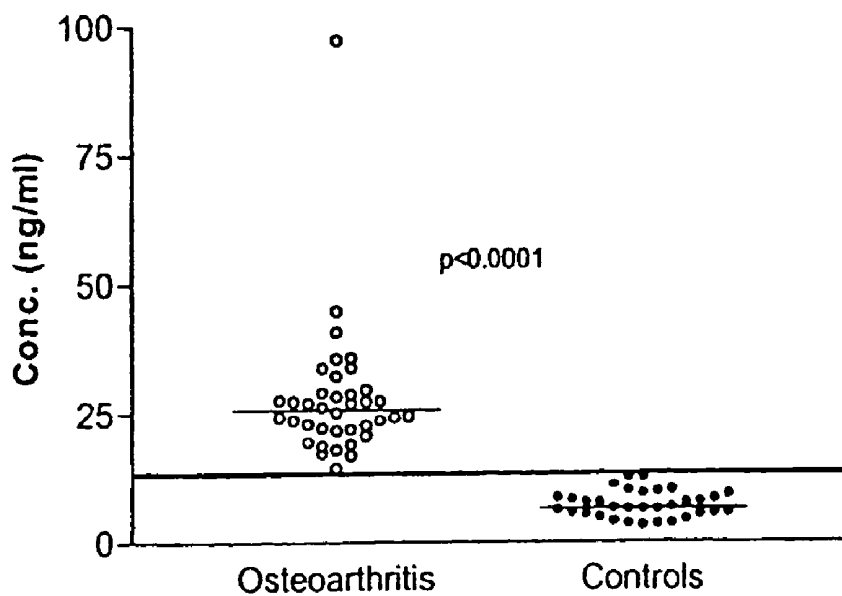 100
75
50
25
0
Conc. (ng/ml)
p<0.0001
Osteoarthritis
Controls